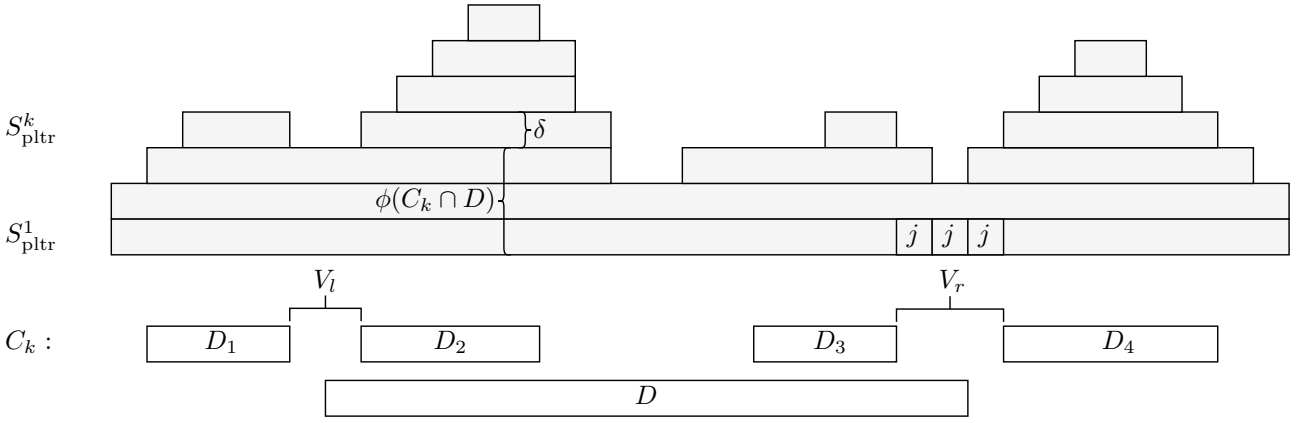 S^k_pltr
δ
ϕ(C_k ∩ D)
S^1_pltr
j j j
V_l V_r
C_k : D_1 D_2 D_3 D_4
D